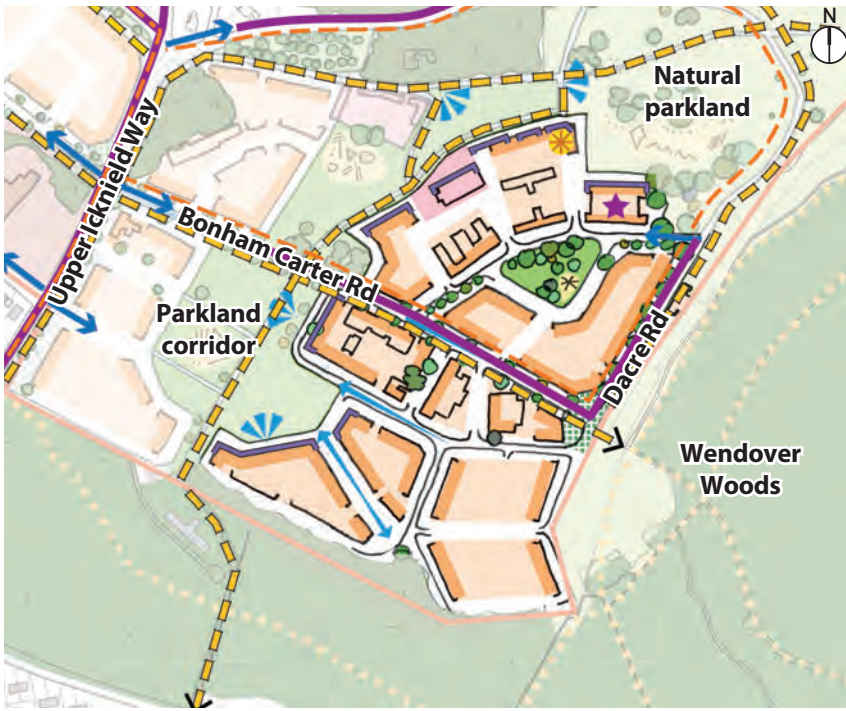 N
Natural
parkland
Upper Icknield Way
Bonham Carter Rd
Parkland
corridor
Dacre Rd
Wendover
Woods